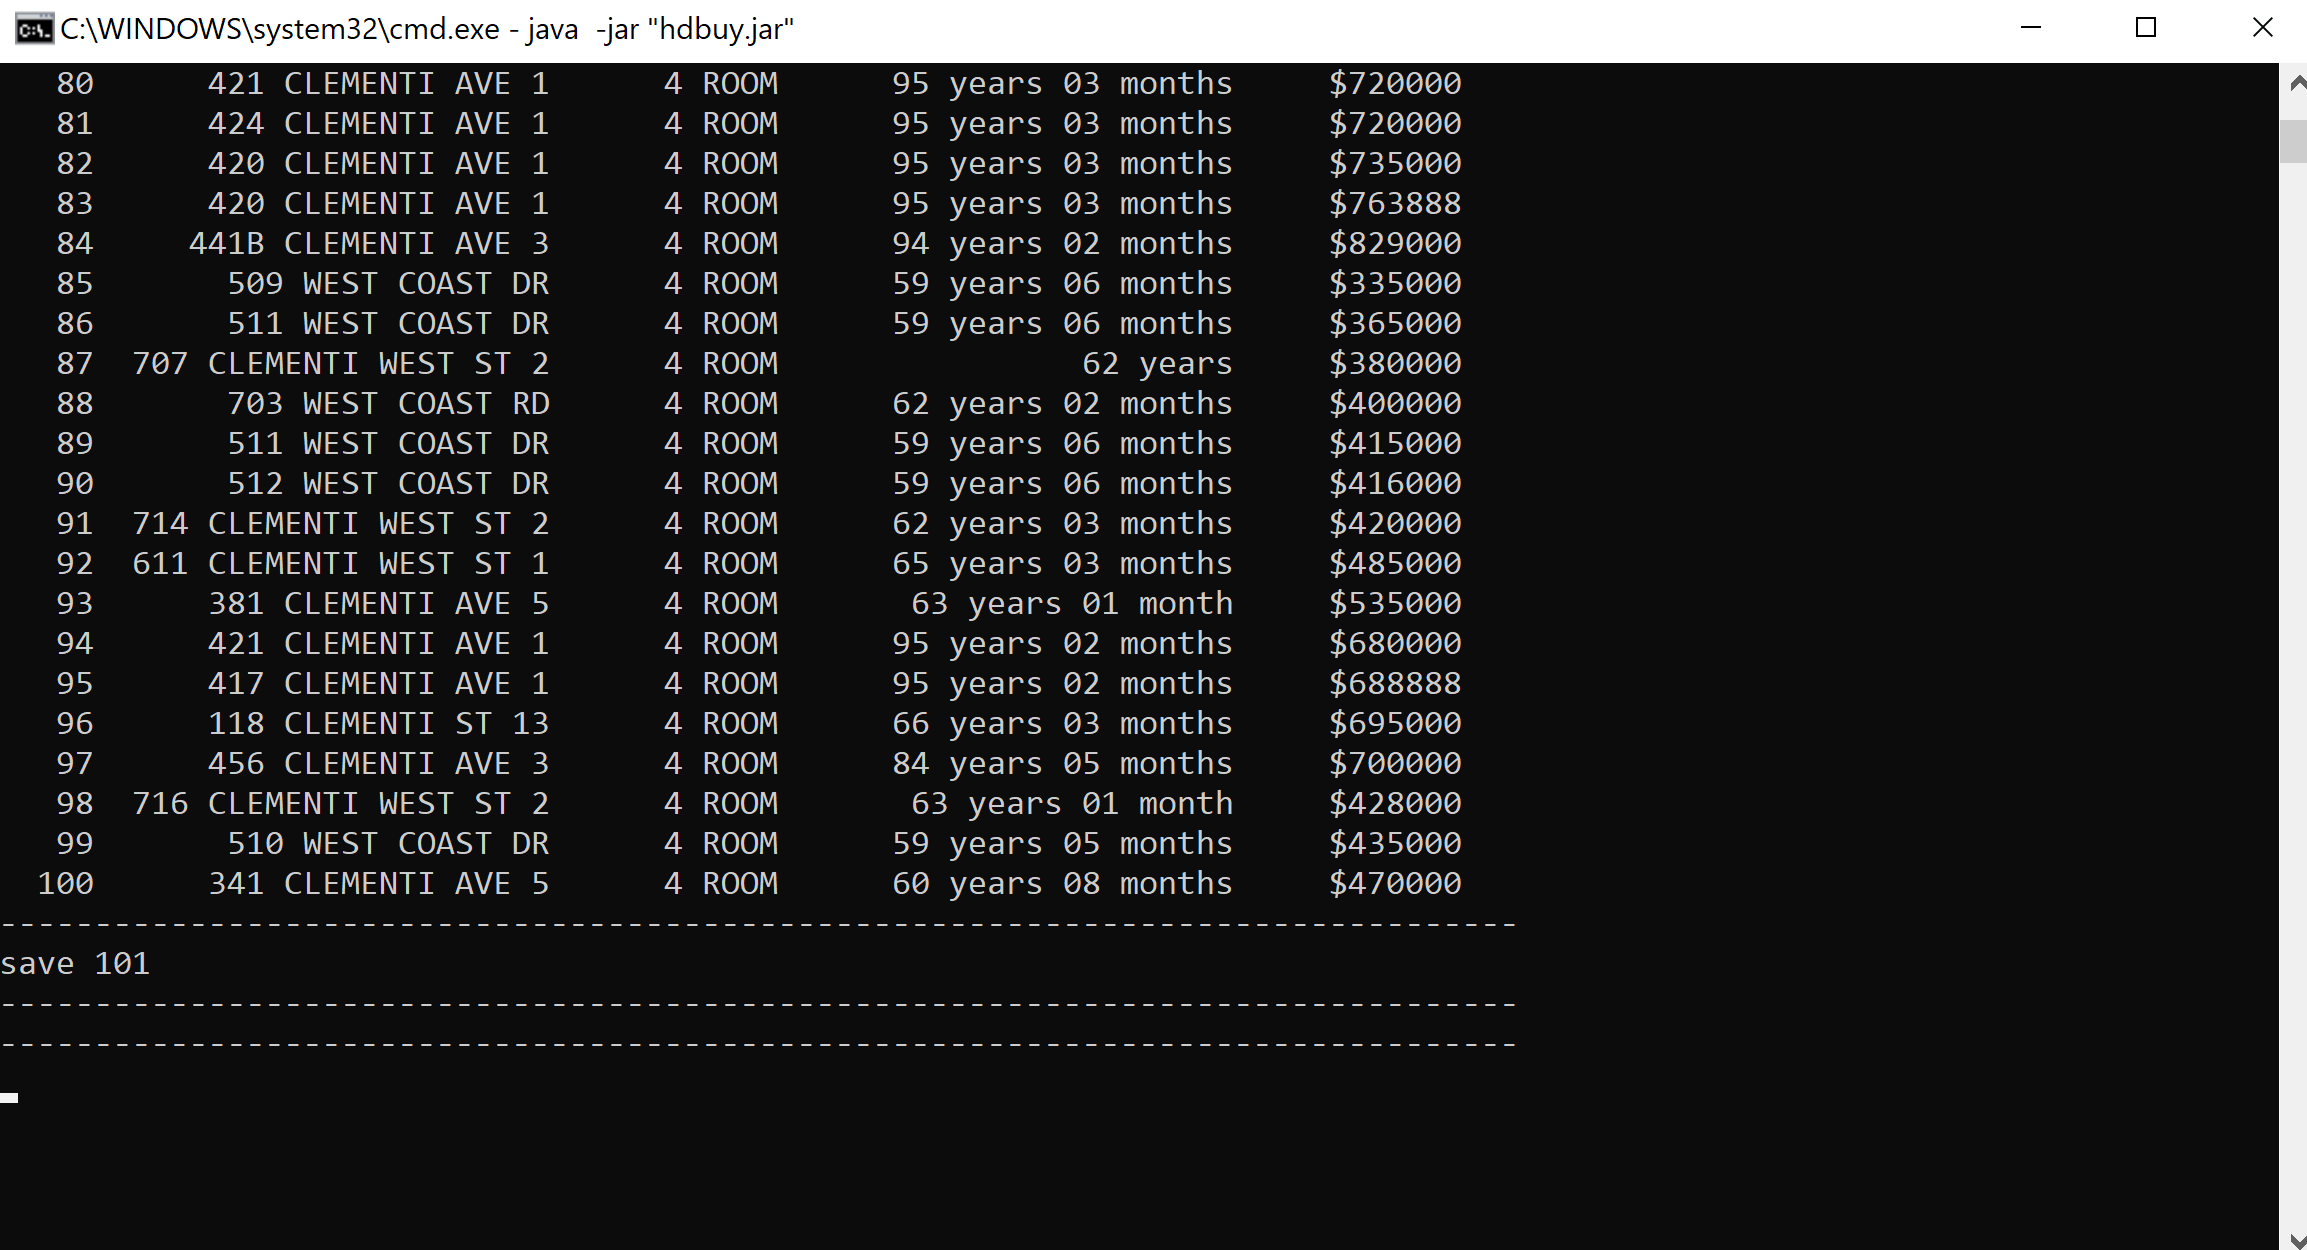 C:\WINDOWS\system32\cmd.exe - java  -jar "hdbuy.jar"
80 421 CLEMENTI AVE 1 4 ROOM 95 years 03 months $720000
81 424 CLEMENTI AVE 1 4 ROOM 95 years 03 months $720000
82 420 CLEMENTI AVE 1 4 ROOM 95 years 03 months $735000
83 420 CLEMENTI AVE 1 4 ROOM 95 years 03 months $763888
84 441B CLEMENTI AVE 3 4 ROOM 94 years 02 months $829000
85 509 WEST COAST DR 4 ROOM 59 years 06 months $335000
86 511 WEST COAST DR 4 ROOM 59 years 06 months $365000
87 707 CLEMENTI WEST ST 2 4 ROOM 62 years $380000
88 703 WEST COAST RD 4 ROOM 62 years 02 months $400000
89 511 WEST COAST DR 4 ROOM 59 years 06 months $415000
90 512 WEST COAST DR 4 ROOM 59 years 06 months $416000
91 714 CLEMENTI WEST ST 2 4 ROOM 62 years 03 months $420000
92 611 CLEMENTI WEST ST 1 4 ROOM 65 years 03 months $485000
93 381 CLEMENTI AVE 5 4 ROOM 63 years 01 month $535000
94 421 CLEMENTI AVE 1 4 ROOM 95 years 02 months $680000
95 417 CLEMENTI AVE 1 4 ROOM 95 years 02 months $688888
96 118 CLEMENTI ST 13 4 ROOM 66 years 03 months $695000
97 456 CLEMENTI AVE 3 4 ROOM 84 years 05 months $700000
98 716 CLEMENTI WEST ST 2 4 ROOM 63 years 01 month $428000
99 510 WEST COAST DR 4 ROOM 59 years 05 months $435000
100 341 CLEMENTI AVE 5 4 ROOM 60 years 08 months $470000
--------------------------------------------------------------------------------
save 101
--------------------------------------------------------------------------------
--------------------------------------------------------------------------------